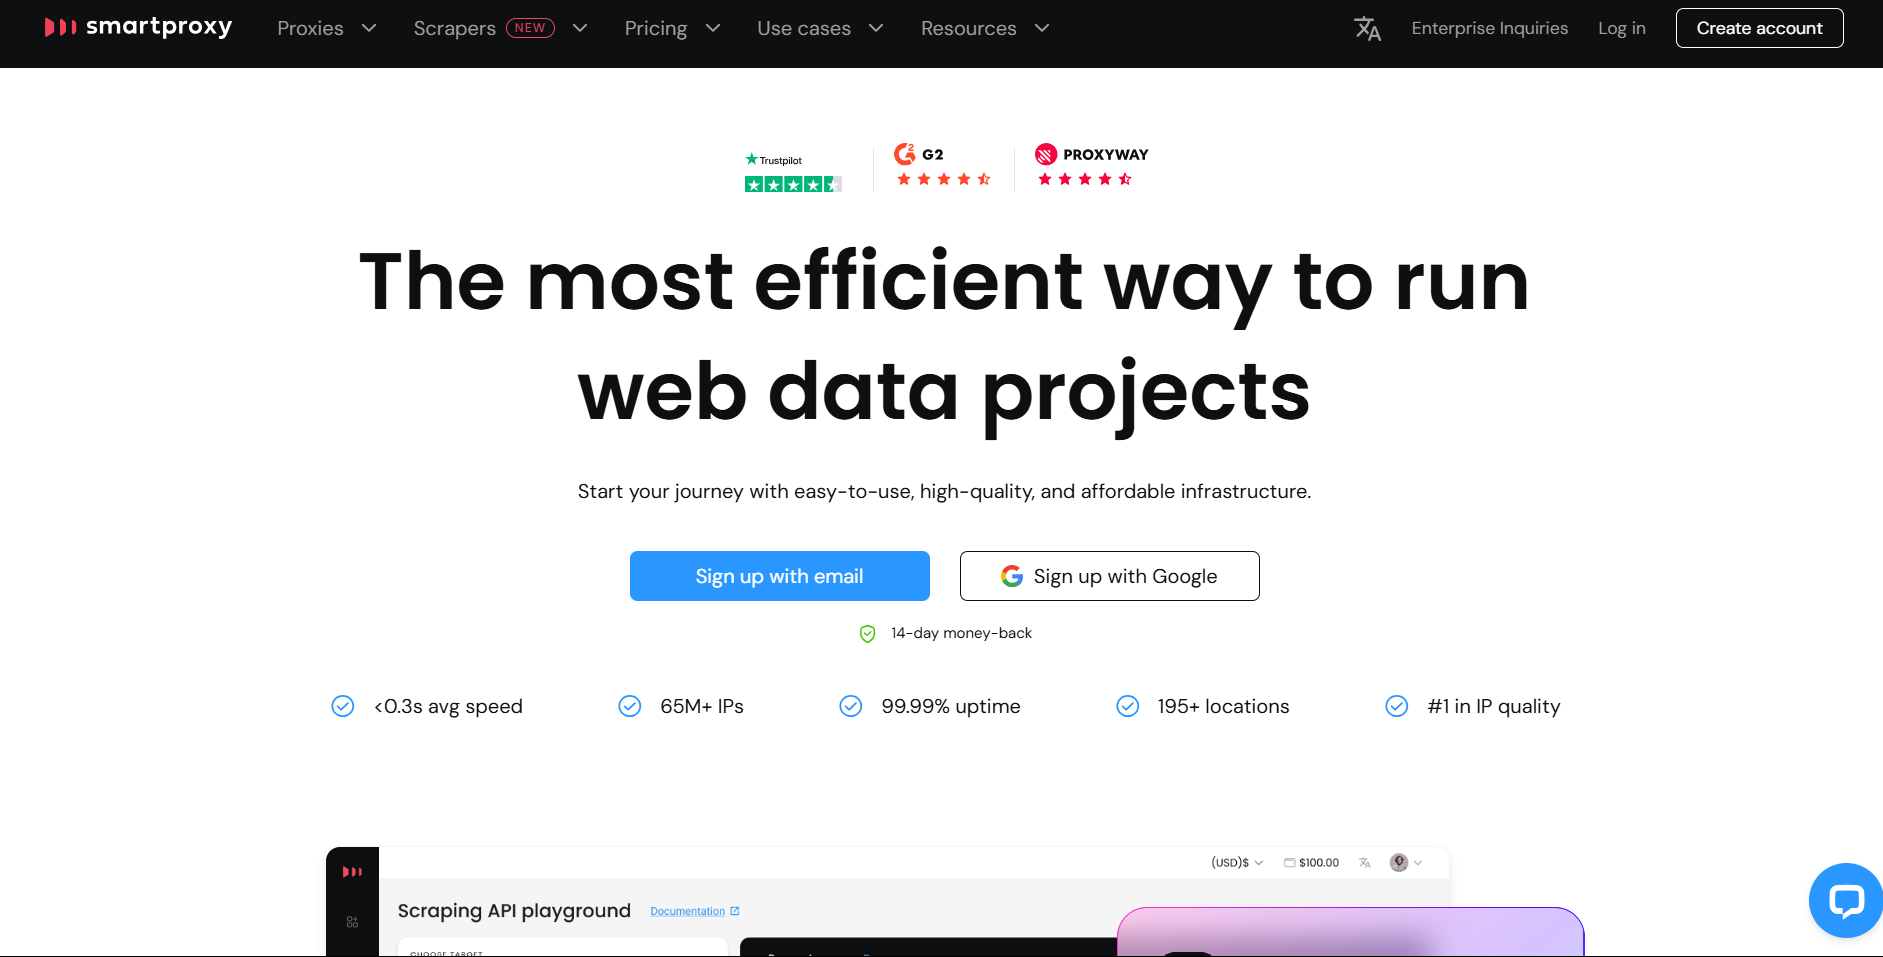 smartproxy
Proxies
Scrapers NEW
Pricing
Use cases
Resources
Enterprise Inquiries
Log in
Create account
Trustpilot
G2
PROXYWAY
The most efficient way to run
web data projects
Start your journey with easy-to-use, high-quality, and affordable infrastructure.
Sign up with email
Sign up with Google
14-day money-back
<0.3s avg speed
65M+ IPs
99.99% uptime
195+ locations
#1 in IP quality
(USD)$
$100.00
Scraping API playground
Documentation
CHOOSE TARGET